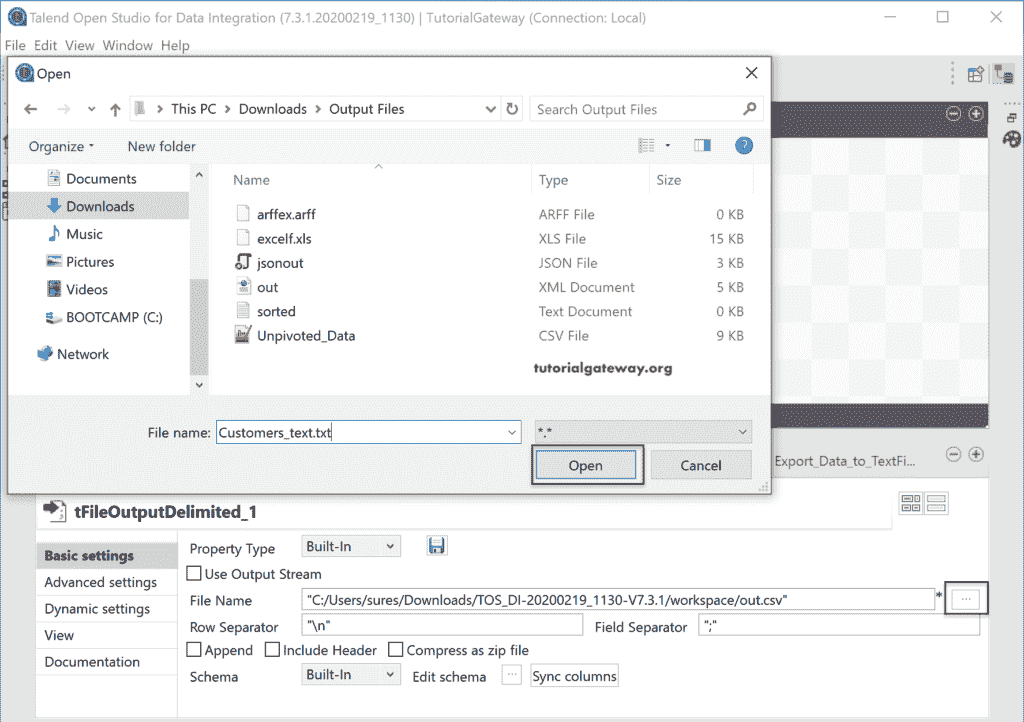 Talend Open Studio for Data Integration (7.3.1.20200219_1130) | TutorialGateway (Connection: Local)
File Edit View Window Help
Open
This PC > Downloads > Output Files
Search Output Files
Organize
New folder
?
Documents
Downloads
Music
Pictures
Videos
BOOTCAMP (C:)
Network
Name Type Size
arffex.arff ARFF File 0 KB
excelf.xls XLS File 15 KB
jsonout JSON File 3 KB
out XML Document 5 KB
sorted Text Document 0 KB
Unpivoted_Data CSV File 9 KB
tutorialgateway.org
File name: Customers_text.txt *.*
Open Cancel
Export_Data_to_TextFi...
tFileOutputDelimited_1
Basic settings
Advanced settings
Dynamic settings
View
Documentation
Property Type Built-In
Use Output Stream
File Name "C:/Users/sures/Downloads/TOS_DI-20200219_1130-V7.3.1/workspace/out.csv" * ...
Row Separator "\n" Field Separator ";"
Append Include Header Compress as zip file
Schema Built-In Edit schema ... Sync columns